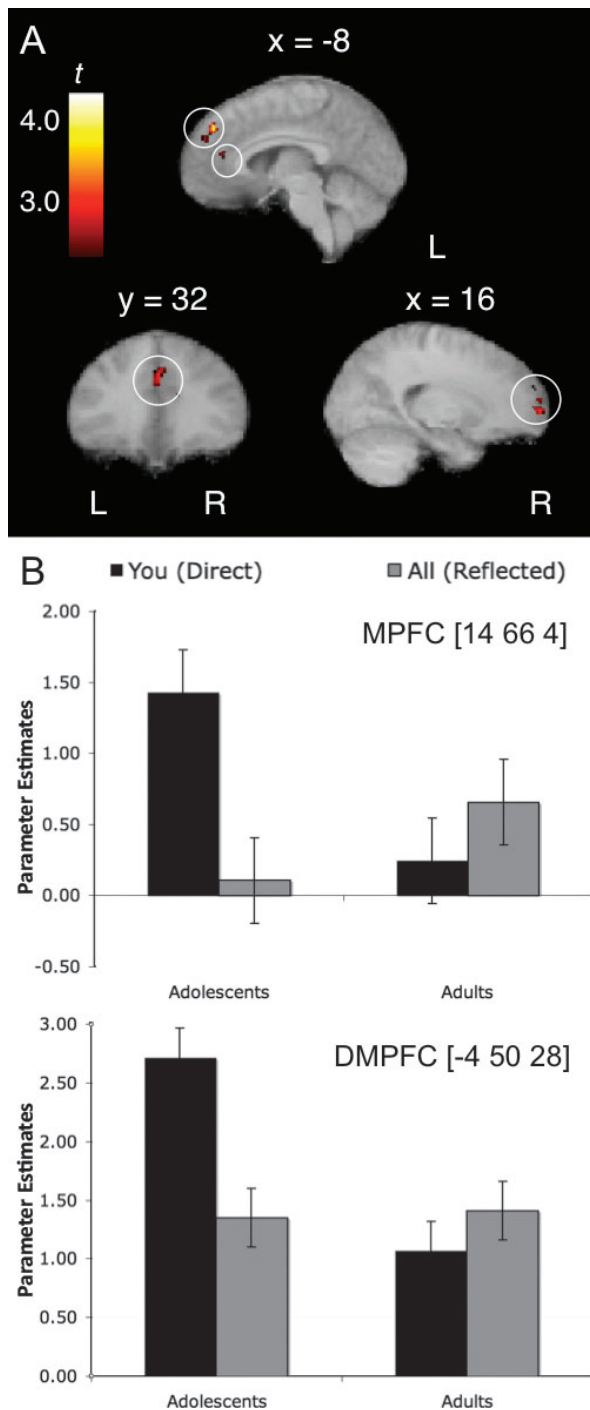 A
x = -8
t
4.0
3.0
L
y = 32
x = 16
L R
R
B
You (Direct) All (Reflected)
MPFC [14 66 4]
Parameter Estimates
2.00
1.50
1.00
0.50
0.00
-0.50
Adolescents Adults
DMPFC [-4 50 28]
Parameter Estimates
3.00
2.50
2.00
1.50
1.00
0.50
0.00
Adolescents Adults